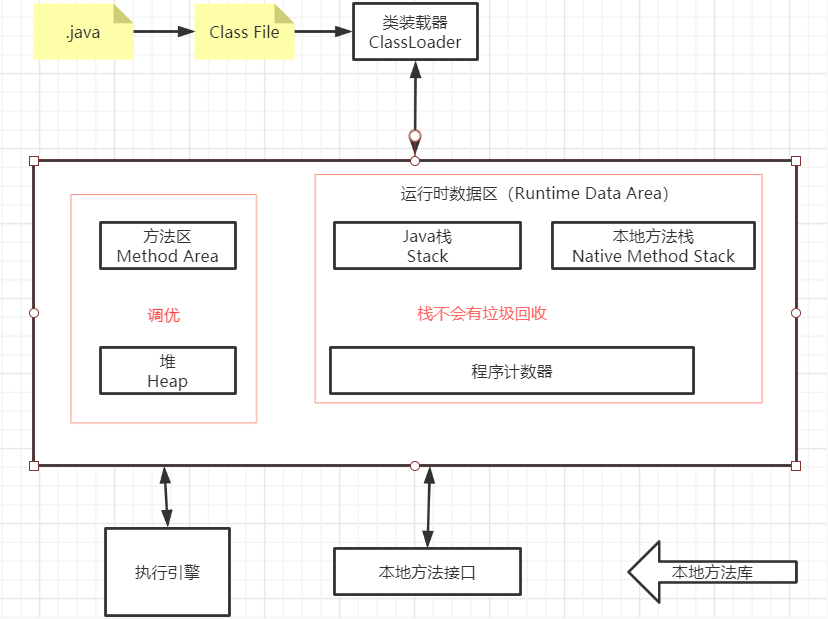 .java
Class File
类装载器
ClassLoader
运行时数据区（Runtime Data Area）
方法区
Method Area
Java栈
Stack
本地方法栈
Native Method Stack
调优
栈不会有垃圾回收
堆
Heap
程序计数器
执行引擎
本地方法接口
本地方法库